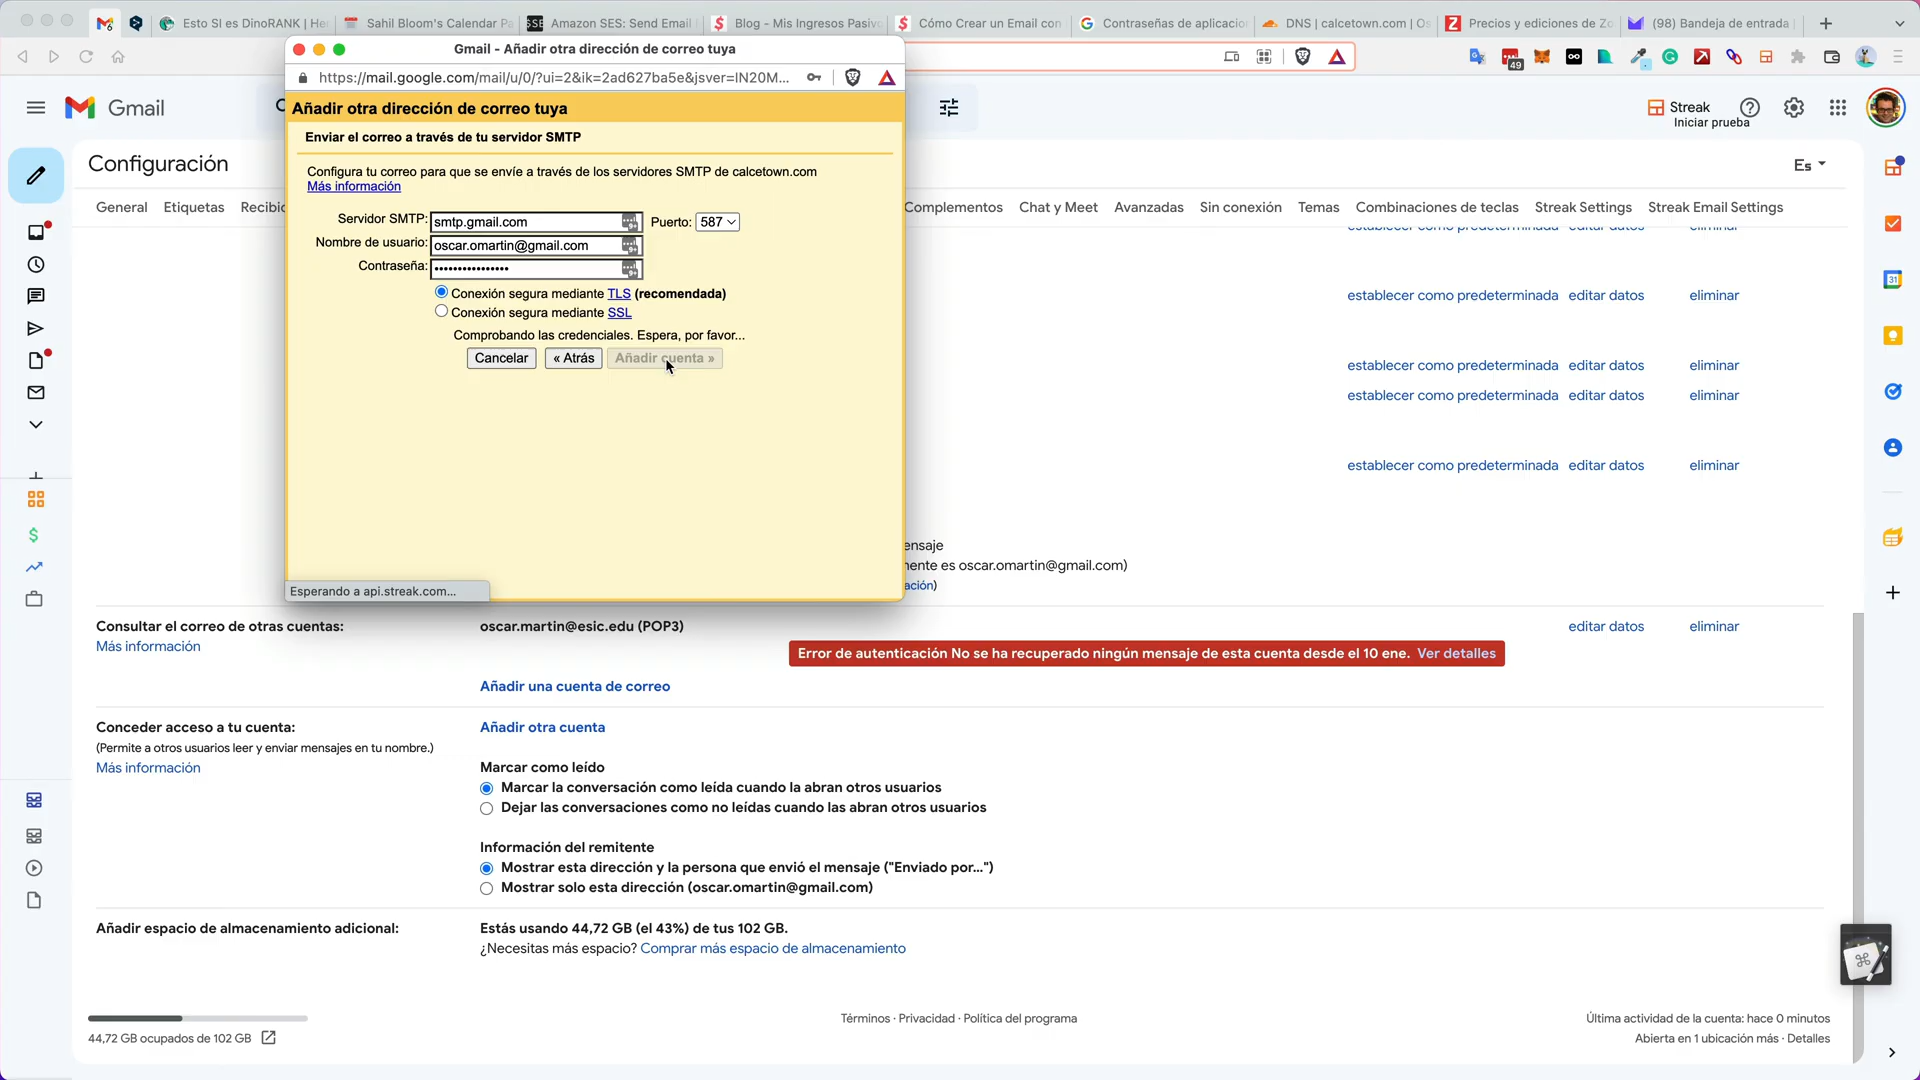 Esto SI es DinoRANK | He
Sahil Bloom's Calendar Pa
Amazon SES: Send Email
Blog - Mis Ingresos Pasivo
Cómo Crear un Email con
Contraseñas de aplicacio
DNS | calcetown.com | Os
Precios y ediciones de Zo
(98) Bandeja de entrada
Gmail - Añadir otra dirección de correo tuya
https://mail.google.com/mail/u/0/?ui=2&ik=2ad627ba5e&jsver=IN20M...
49
Gmail
Streak
Iniciar prueba
Añadir otra dirección de correo tuya
Enviar el correo a través de tu servidor SMTP
Configura tu correo para que se envíe a través de los servidores SMTP de calcetown.com
Más información
Servidor SMTP: smtp.gmail.com Puerto: 587
Nombre de usuario: oscar.omartin@gmail.com
Contraseña: ••••••••••••••••
Conexión segura mediante TLS (recomendada)
Conexión segura mediante SSL
Comprobando las credenciales. Espera, por favor...
Cancelar
« Atrás
Añadir cuenta »
Esperando a api.streak.com...
Configuración
Es
General
Etiquetas
Recibid
Complementos
Chat y Meet
Avanzadas
Sin conexión
Temas
Combinaciones de teclas
Streak Settings
Streak Email Settings
establecer como predeterminada editar datos eliminar
establecer como predeterminada editar datos eliminar
establecer como predeterminada editar datos eliminar
establecer como predeterminada editar datos eliminar
establecer como predeterminada editar datos eliminar
ensaje
nente es oscar.omartin@gmail.com)
ación)
Consultar el correo de otras cuentas:
Más información
oscar.martin@esic.edu (POP3)
editar datos eliminar
Error de autenticación No se ha recuperado ningún mensaje de esta cuenta desde el 10 ene. Ver detalles
Añadir una cuenta de correo
Conceder acceso a tu cuenta:
(Permite a otros usuarios leer y enviar mensajes en tu nombre.)
Más información
Añadir otra cuenta
Marcar como leído
Marcar la conversación como leída cuando la abran otros usuarios
Dejar las conversaciones como no leídas cuando las abran otros usuarios
Información del remitente
Mostrar esta dirección y la persona que envió el mensaje ("Enviado por...")
Mostrar solo esta dirección (oscar.omartin@gmail.com)
Añadir espacio de almacenamiento adicional:
Estás usando 44,72 GB (el 43%) de tus 102 GB.
¿Necesitas más espacio? Comprar más espacio de almacenamiento
44,72 GB ocupados de 102 GB
Términos · Privacidad · Política del programa
Última actividad de la cuenta: hace 0 minutos
Abierta en 1 ubicación más · Detalles